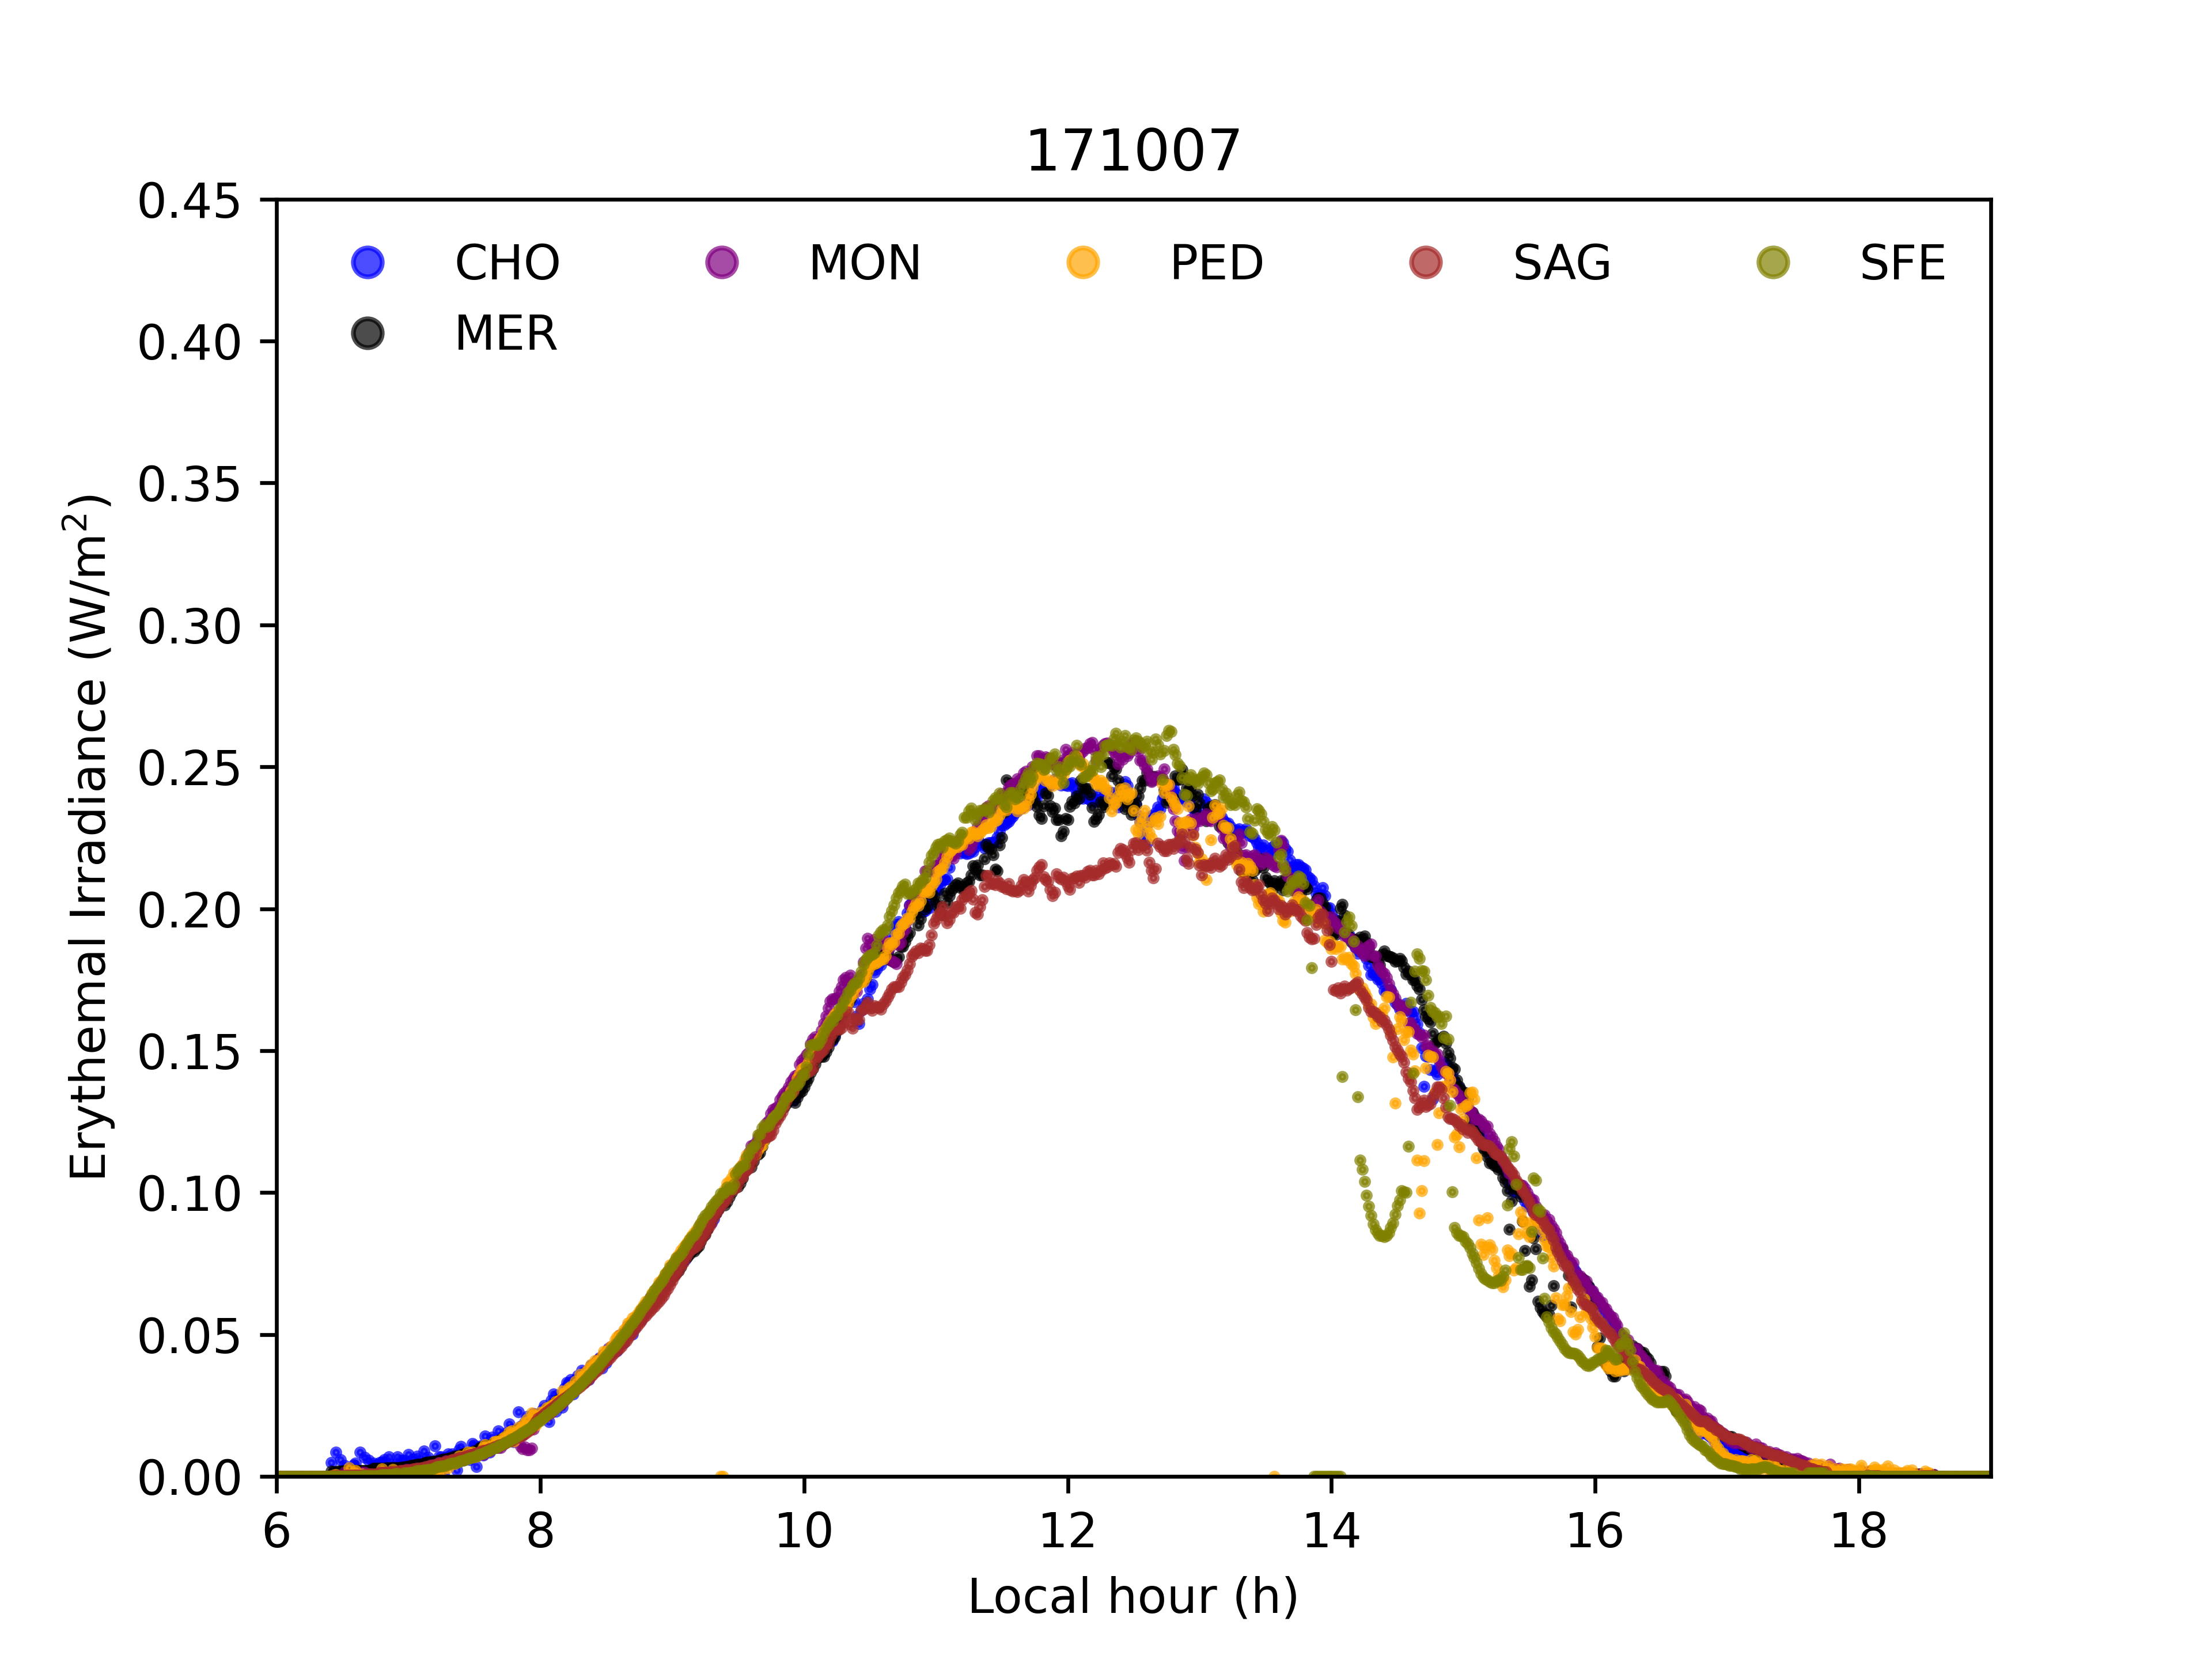 171007
0.45
0.40
0.35
0.30
0.25
0.20
0.15
0.10
0.05
0.00
Erythemal Irradiance (W/m²)
CHO MON PED SAG SFE
MER
6 8 10 12 14 16 18
Local hour (h)